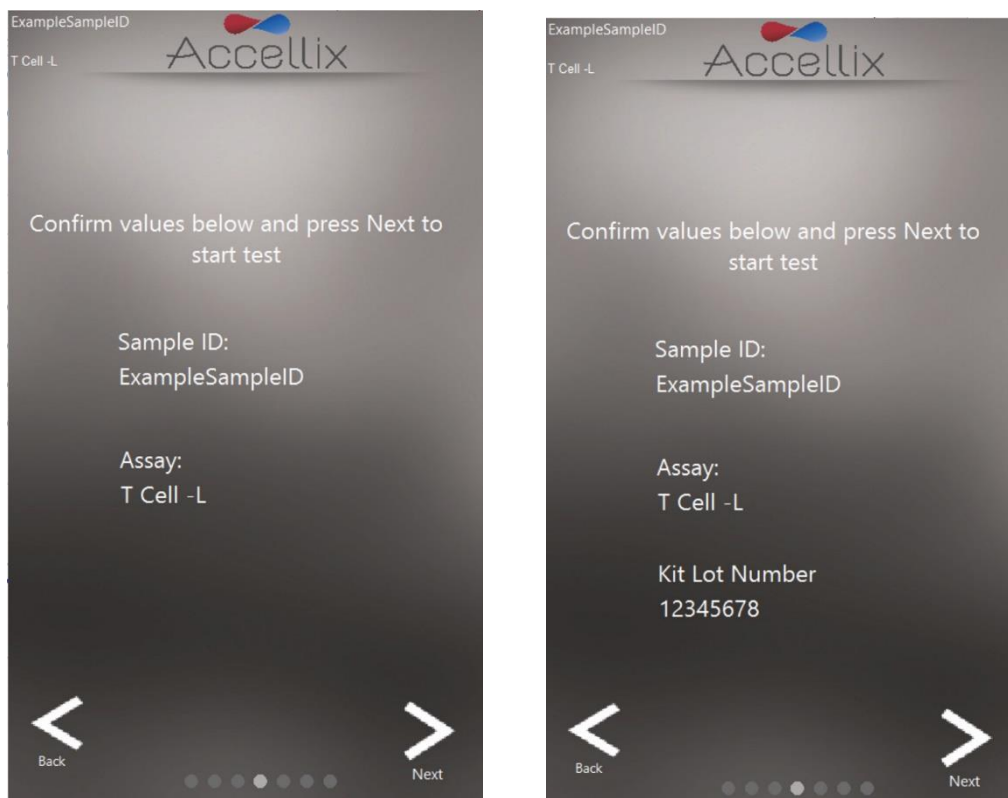 ExampleSampleID
T Cell -L
Accellix
Confirm values below and press Next to
start test
Sample ID:
ExampleSampleID
Assay:
T Cell -L
Back
Next
ExampleSampleID
T Cell -L
Accellix
Confirm values below and press Next to
start test
Sample ID:
ExampleSampleID
Assay:
T Cell -L
Kit Lot Number
12345678
Back
Next